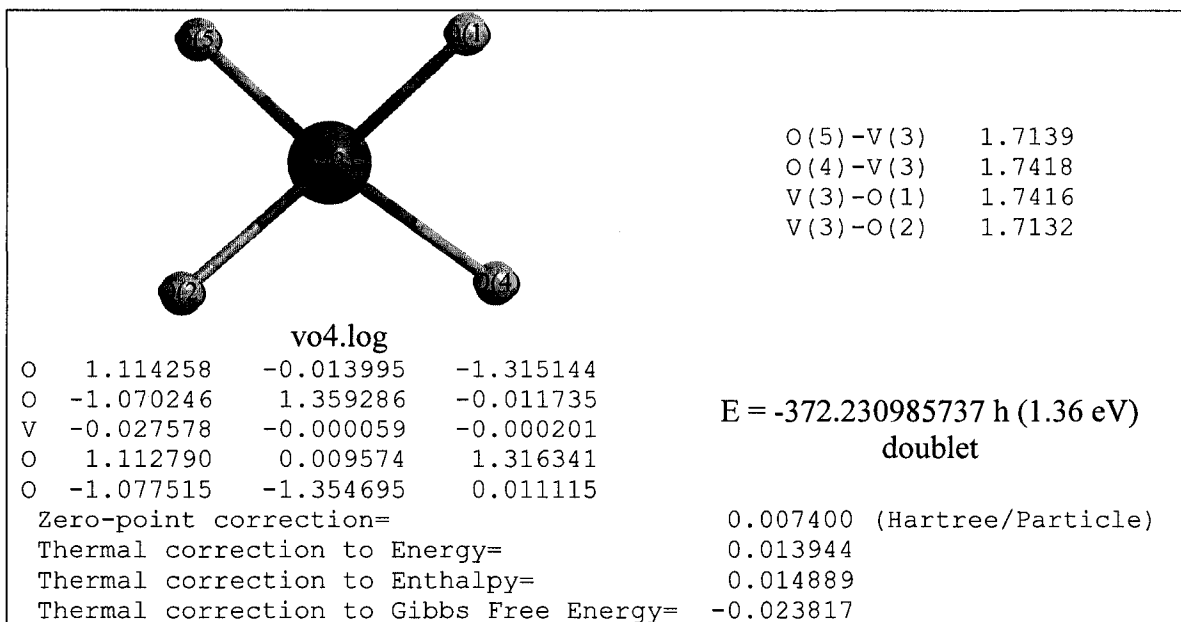 O(5)-V(3) 1.7139
O(4)-V(3) 1.7418
V(3)-O(1) 1.7416
V(3)-O(2) 1.7132
vo4.log
O 1.114258 -0.013995 -1.315144
O -1.070246 1.359286 -0.011735
V -0.027578 -0.000059 -0.000201
O 1.112790 0.009574 1.316341
O -1.077515 -1.354695 0.011115
E = -372.230985737 h (1.36 eV)
doublet
Zero-point correction= 0.007400 (Hartree/Particle)
Thermal correction to Energy= 0.013944
Thermal correction to Enthalpy= 0.014889
Thermal correction to Gibbs Free Energy= -0.023817